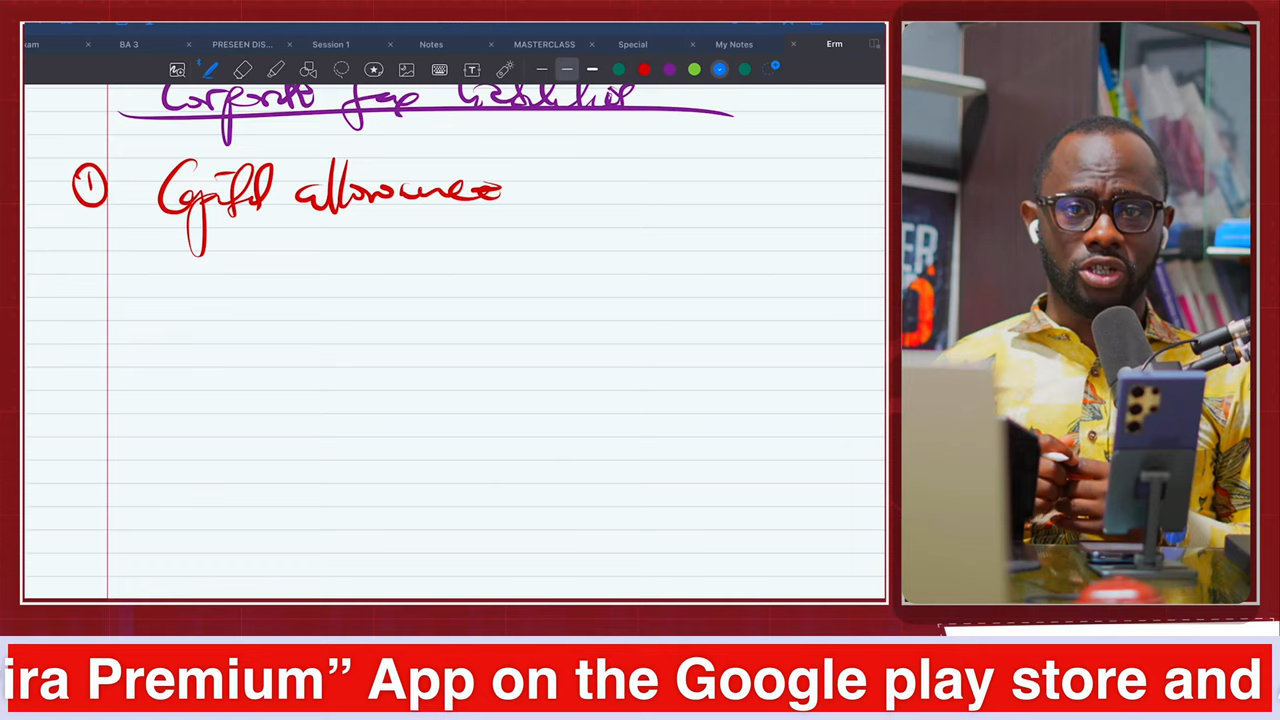 am
BA 3
PRESEEN DIS...
Session 1
Notes
MASTERCLASS
Special
My Notes
Erm
Corporate
① Capital allowance
ira Premium” App on the Google play store and